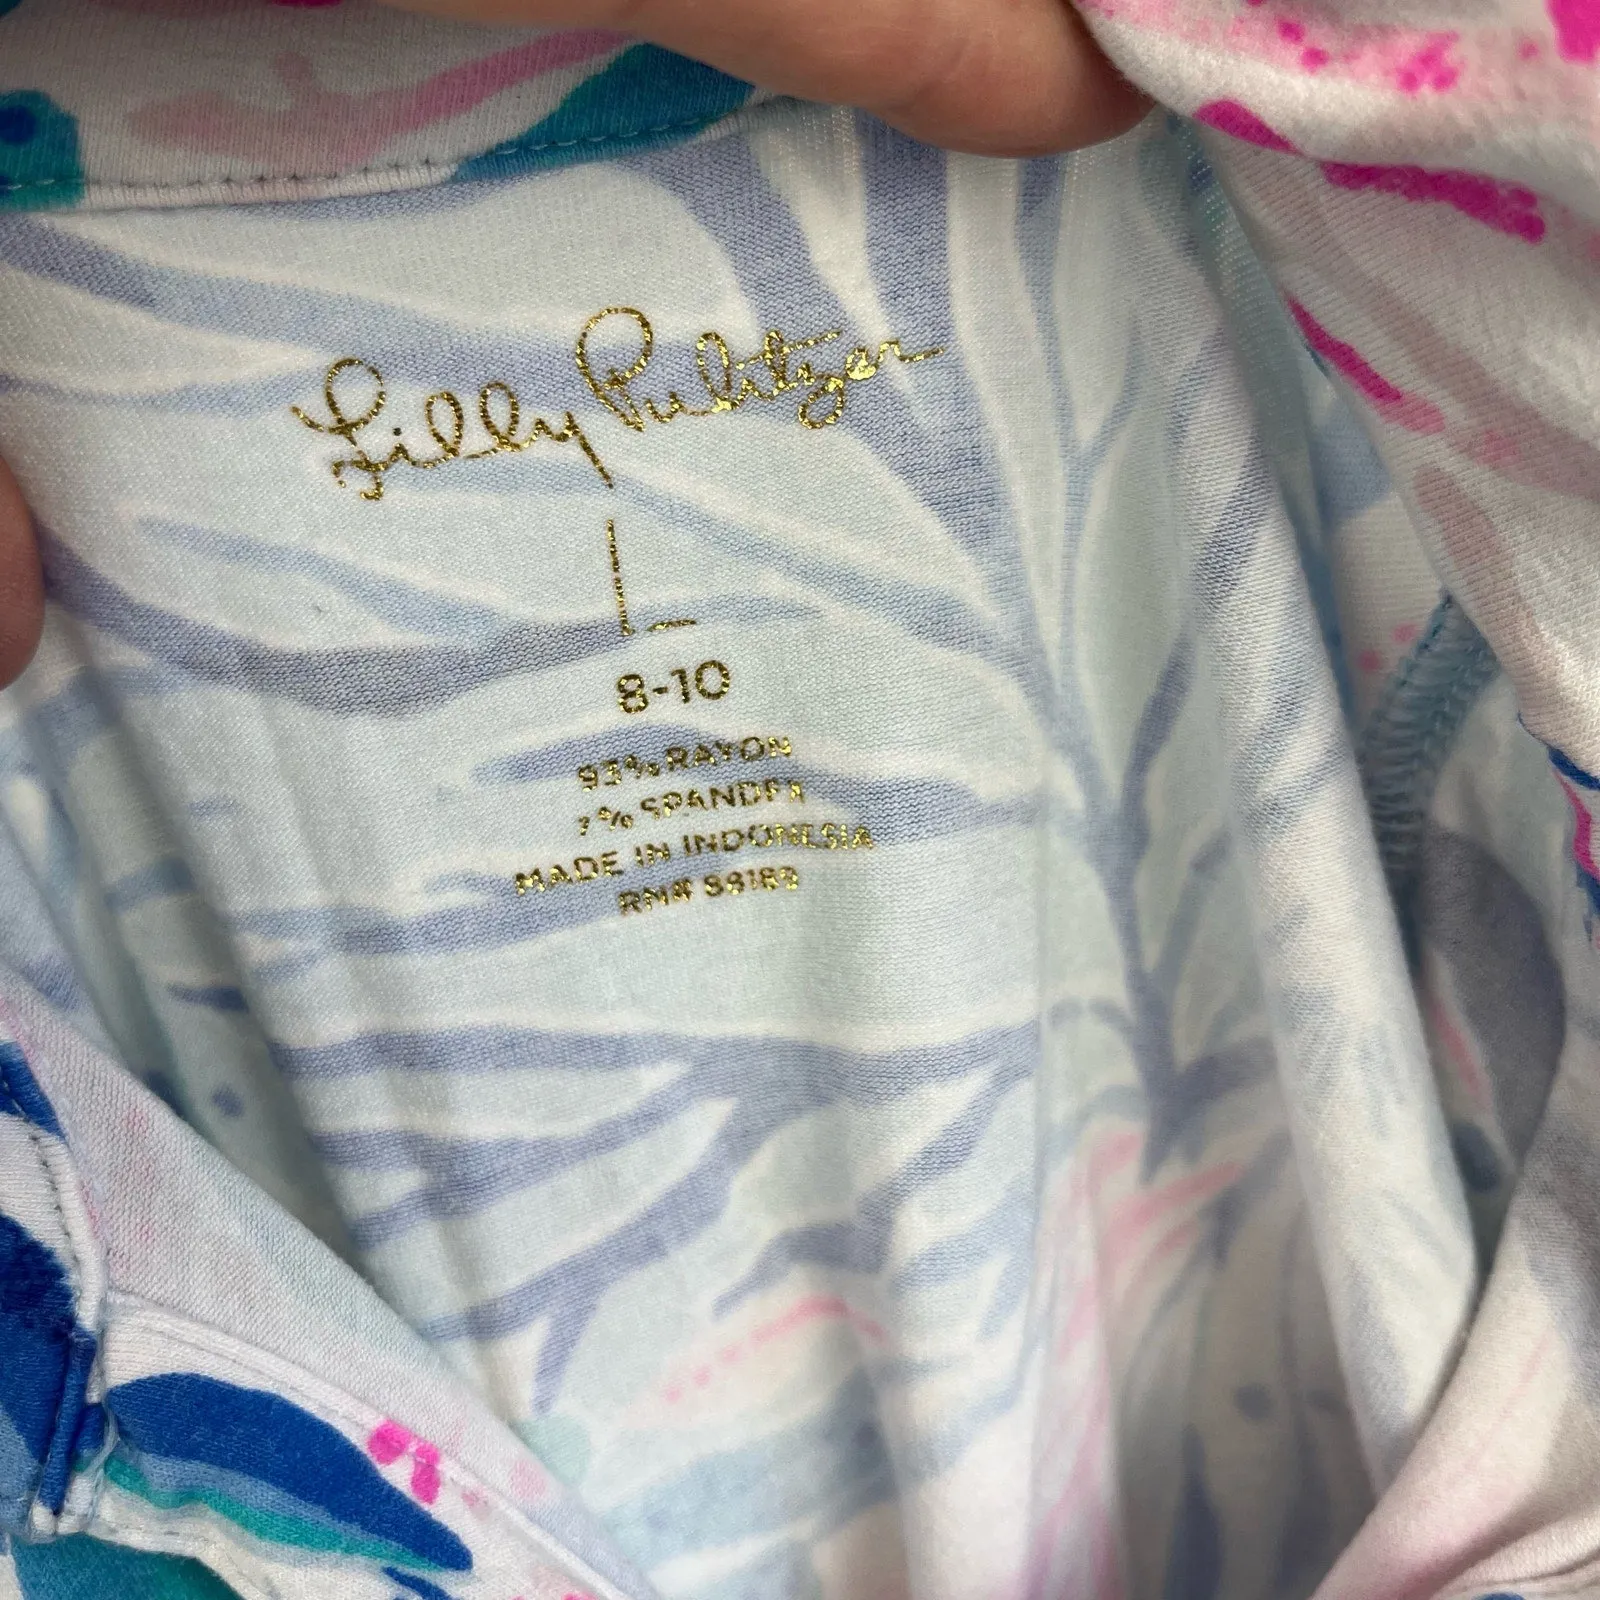 Lilly Pulitzer
L
8-10
93% RAYON
7% SPANDEX
MADE IN INDONESIA
RN# 88189